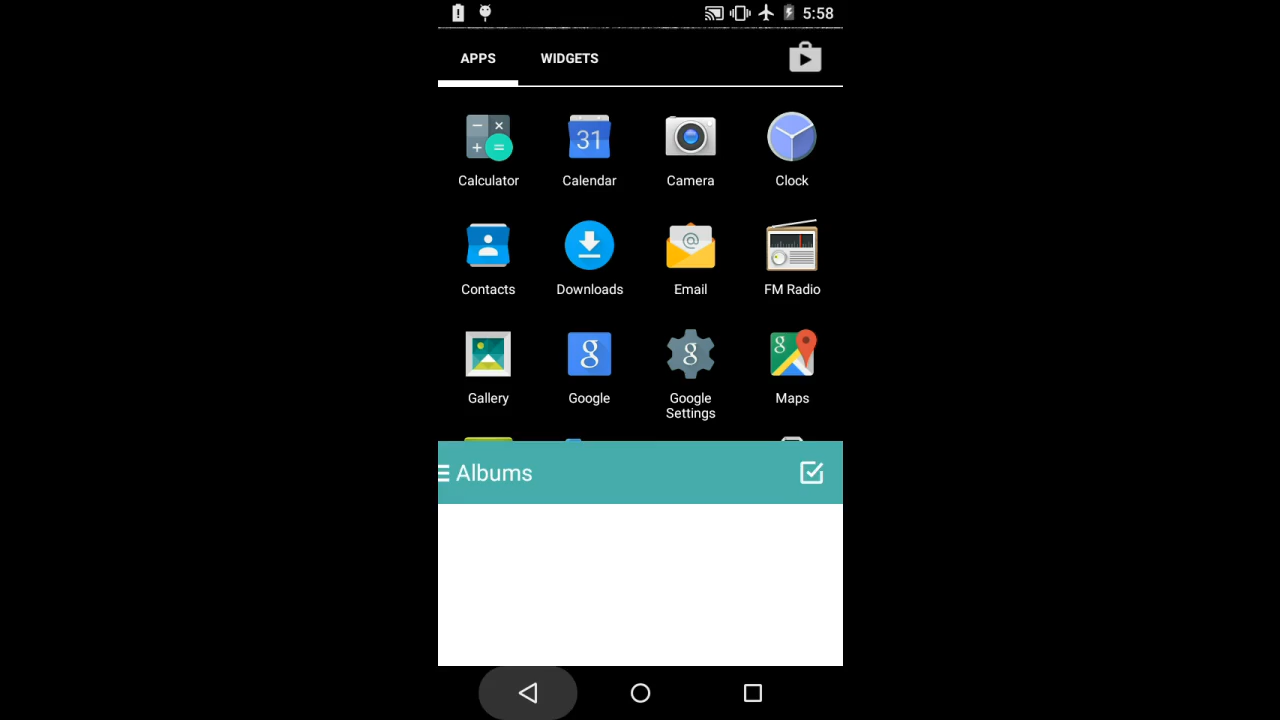 5:58
APPS WIDGETS
31
Calculator Calendar Camera Clock
Contacts Downloads Email FM Radio
Gallery Google Google Settings Maps
Albums